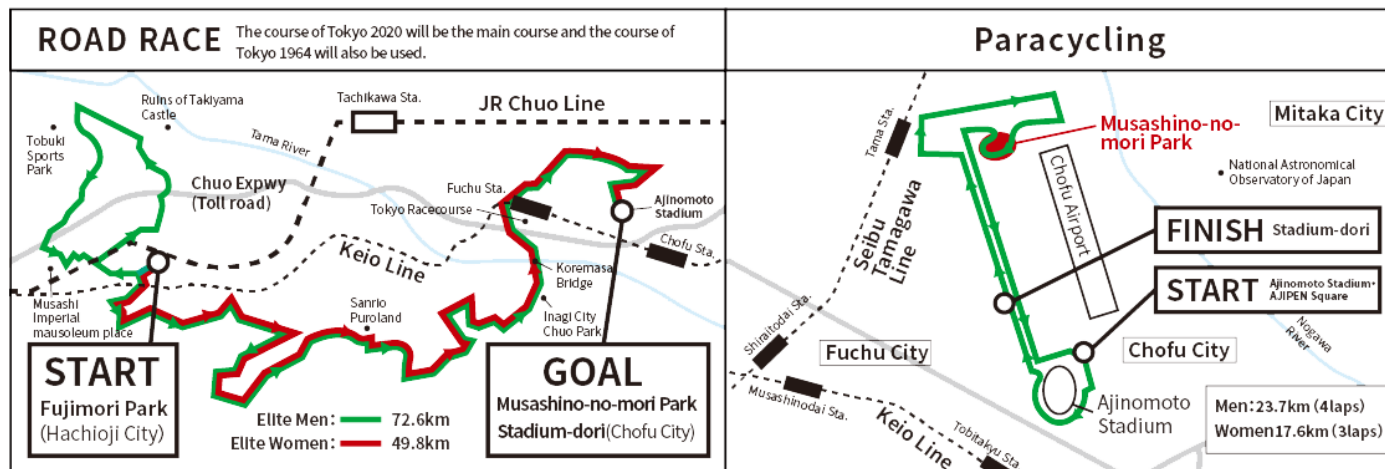 ROAD RACE
The course of Tokyo 2020 will be the main course and the course of
Tokyo 1964 will also be used.
Ruins of Takiyama
Castle
Tachikawa Sta.
JR Chuo Line
Tobuki
Sports
Park
Tama River
Chuo Expwy
(Toll road)
Fuchu Sta.
Tokyo Racecourse
Ajinomoto
Stadium
Keio Line
Chofu Sta.
Koremasa
Bridge
Musashi
Imperial
mausoleum place
Sanrio
Puroland
Inagi City
Chuo Park
START
Fujimori Park
(Hachioji City)
GOAL
Musashino-no-mori Park
Stadium-dori(Chofu City)
Elite Men: 72.6km
Elite Women: 49.8km
Paracycling
Mitaka City
Tama Sta.
Musashino-no-
mori Park
National Astronomical
Observatory of Japan
Chofu Airport
Seibu
Tamagawa
Line
FINISH Stadium-dori
START Ajinomoto Stadium・
AJIPEN Square
Shiraitodai Sta.
Nogawa
River
Fuchu City
Chofu City
Musashinodai Sta.
Ajinomoto
Stadium
Keio Line
Tobitakyu Sta.
Men:23.7km (4laps)
Women17.6km (3laps)